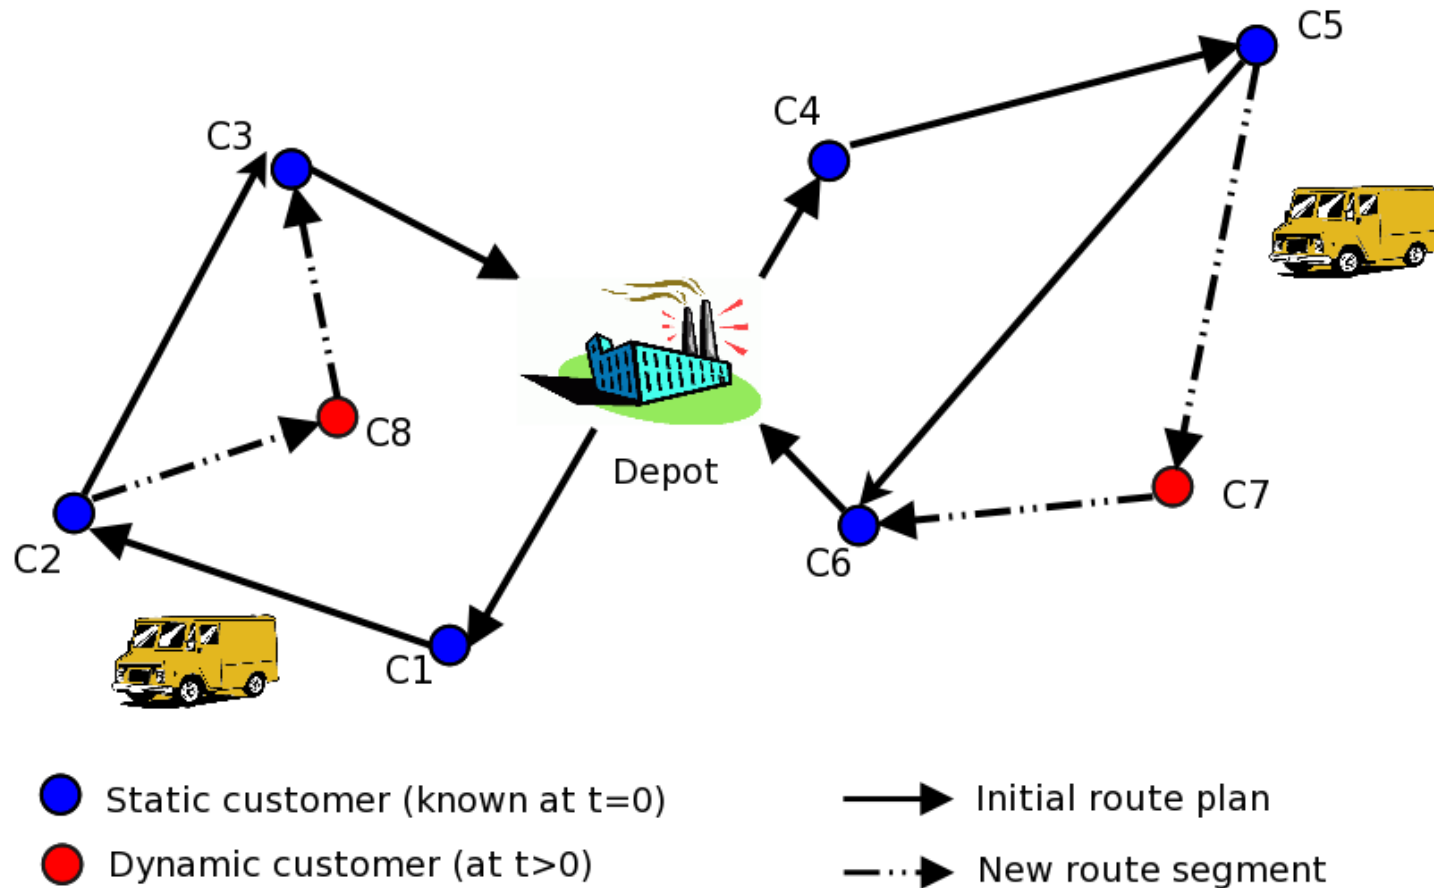 C5
C4
C3
C8
Depot
C7
C2
C6
C1
Static customer (known at t=0)
Initial route plan
Dynamic customer (at t>0)
New route segment